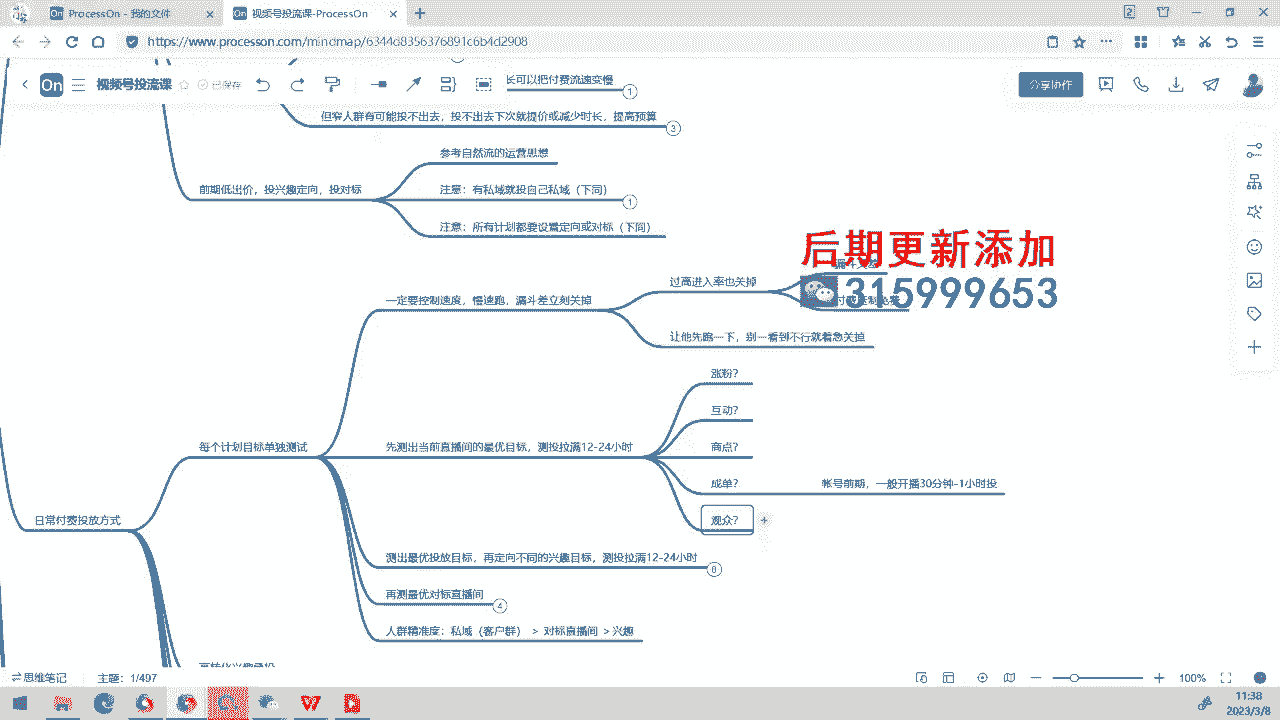 ProcessOn - 我的文件
视频号投流课-ProcessOn
https://www.processon.com/mindmap/6344d8356376891c6b4d2908
视频号投流课
已保存
分享协作
长可以把付费流速变慢
1
但窄人群有可能投不出去，投不出去下次就提价或减少时长，提高预算
3
参考自然流的运营思想
前期低出价，投兴趣定向，投对标
注意：有私域就投自己私域（下同）
1
注意：所有计划都要设置定向或对标（下同）
后期更新添加
315999653
过高进入率也关掉
一定要控制速度，慢速跑，漏斗差立刻关掉
让他先跑一下，别一看到不行就着急关掉
涨粉？
互动？
每个计划目标单独测试
先测出当前直播间的最优目标，测投拉满12-24小时
商点？
成单？
帐号前期，一般开播30分钟-1小时投
日常付费投放方式
观众？
测出最优投放目标，再定向不同的兴趣目标，测投拉满12-24小时
6
再测最优对标直播间
4
人群精准度：私域（客户群） > 对标直播间 > 兴趣
思维笔记
主题：1/497
100%
11:38
2023/3/8